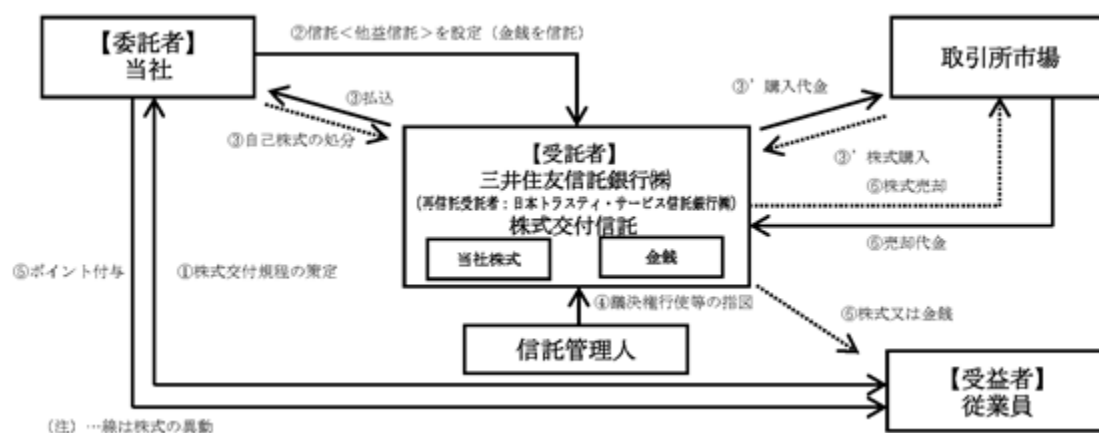 ②信託<他益信託>を設定（金銭を信託）
【委託者】
当社
取引所市場
③払込
③’購入代金
③自己株式の処分
【受託者】
三井住友信託銀行㈱
（再信託受託者：日本トラスティ・サービス信託銀行㈱）
株式交付信託
当社株式
金銭
③’株式購入
⑥株式売却
⑥売却代金
⑤ポイント付与
①株式交付規程の策定
④議決権行使等の指図
⑥株式又は金銭
信託管理人
【受益者】
従業員
（注）…線は株式の異動